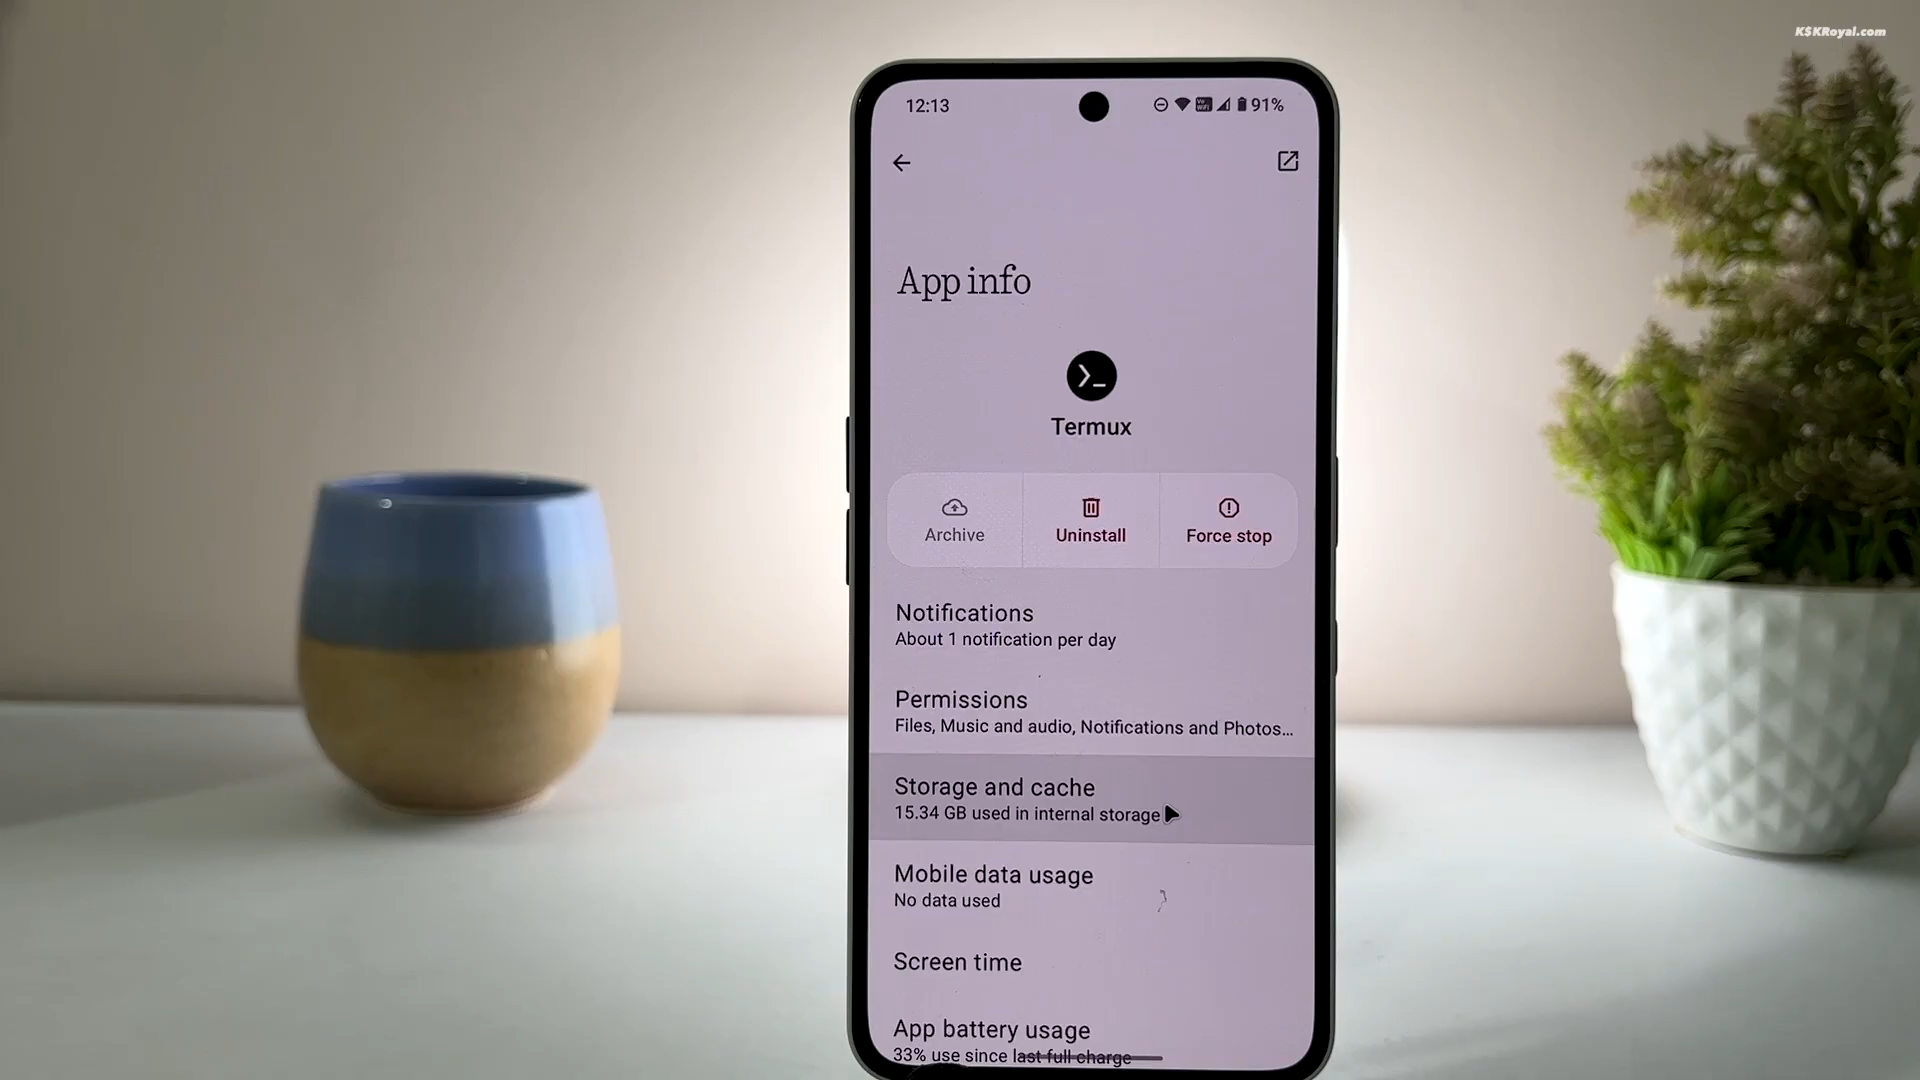 K$KRoyal.com
12:13
91%
App info
Termux
Archive
Uninstall
Force stop
Notifications
About 1 notification per day
Permissions
Files, Music and audo, Notifications and Photos...
Storage and cache
15.34 GB used in internal storage
Mobile data usage
No data used
Screen time
App battery usage
33% use since last full charge